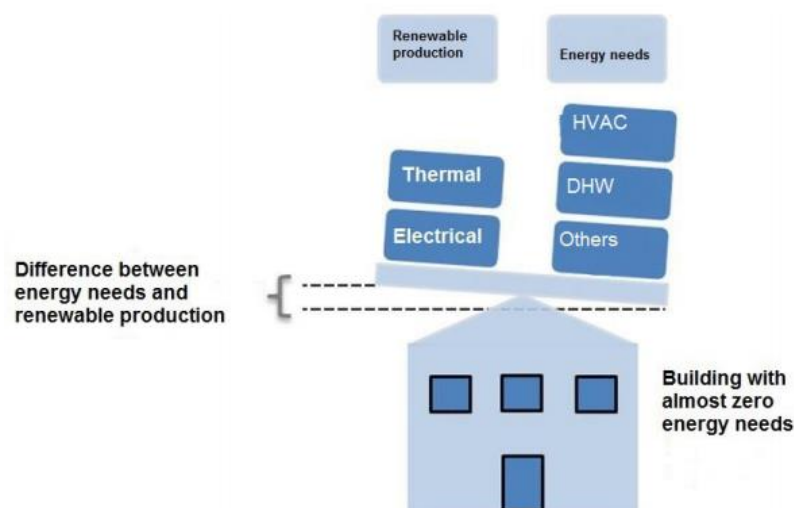 Renewable
production
Energy needs
HVAC
Thermal
DHW
Electrical
Others
Difference between
energy needs and
renewable production
Building with
almost zero
energy needs